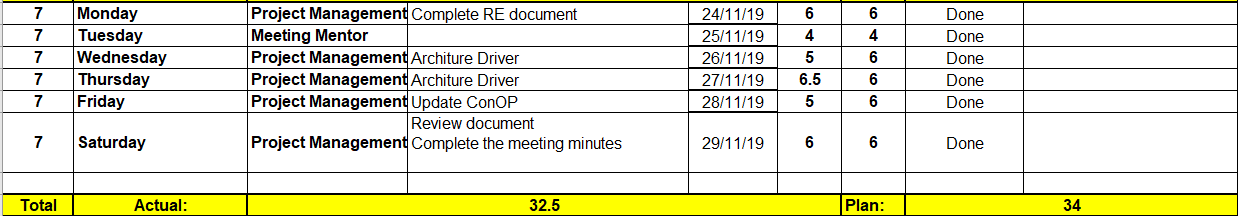 7 Monday Project Management Complete RE document 24/11/19 6 6 Done
7 Tuesday Meeting Mentor 25/11/19 4 4 Done
7 Wednesday Project Management Architure Driver 26/11/19 5 6 Done
7 Thursday Project Management Architure Driver 27/11/19 6.5 6 Done
7 Friday Project Management Update ConOP 28/11/19 5 6 Done
Review document
7 Saturday Project Management Complete the meeting minutes 29/11/19 6 6 Done
Total Actual: 32.5 Plan: 34